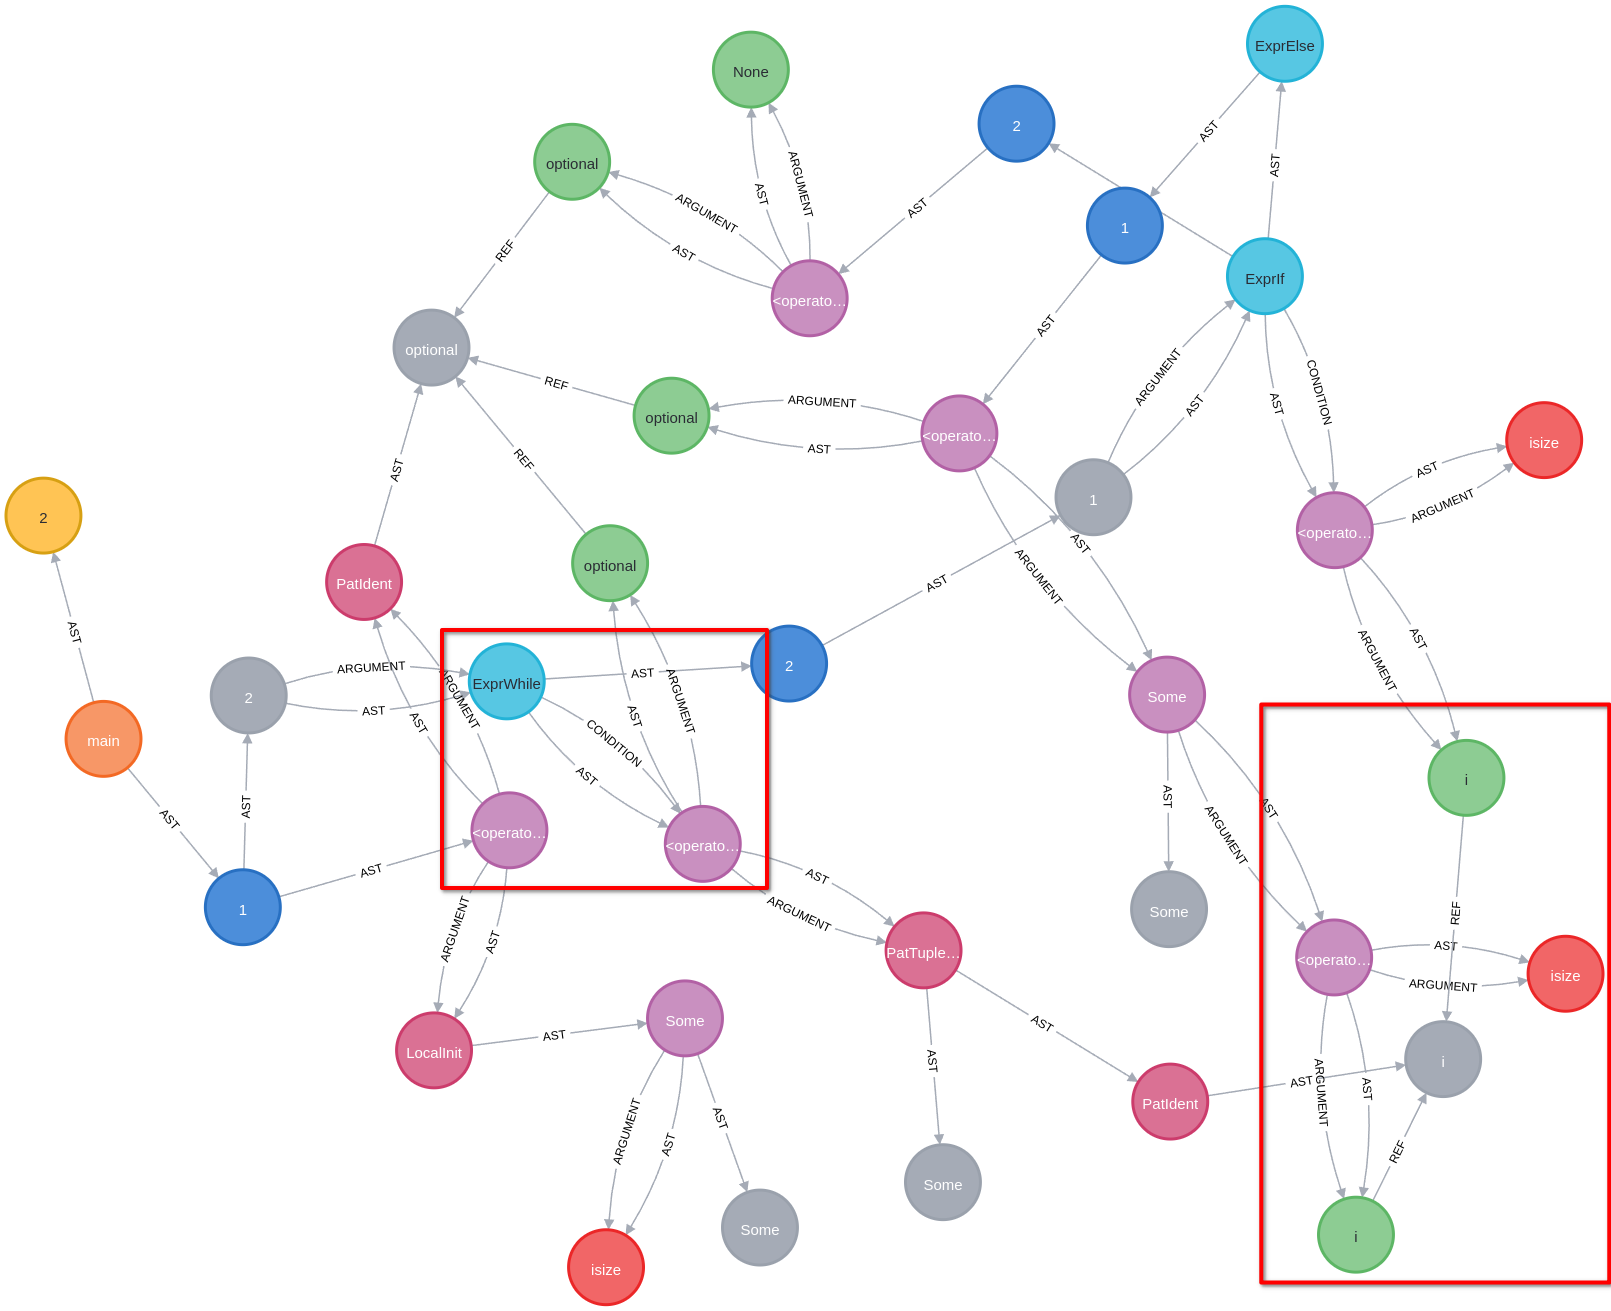 ExprElse
None
2
AST
optional
AST
ARGUMENT
AST
AST
ARGUMENT
AST
1
REF
AST
ExprIf
<operato...
optional
AST
REF
ARGUMENT
CONDITION
optional
ARGUMENT
AST
AST
<operato...
AST
isize
REF
AST
AST
ARGUMENT
1
2
<operato...
AST
optional
ARGUMENT
AST
PatIdent
AST
AST
ARGUMENT
2
ARGUMENT
ExprWhile
AST
2
Some
AST
ARGUMENT
ARGUMENT
AST
AST
main
CONDITION
AST
i
AST
AST
AST
AST
<operato...
<operato...
ARGUMENT
AST
AST
1
ARGUMENT
Some
REF
ARGUMENT
AST
PatTuple...
<operato...
AST
isize
ARGUMENT
Some
AST
AST
LocalInit
AST
i
AST
ARGUMENT
AST
PatIdent
ARGUMENT
AST
AST
REF
Some
Some
i
isize